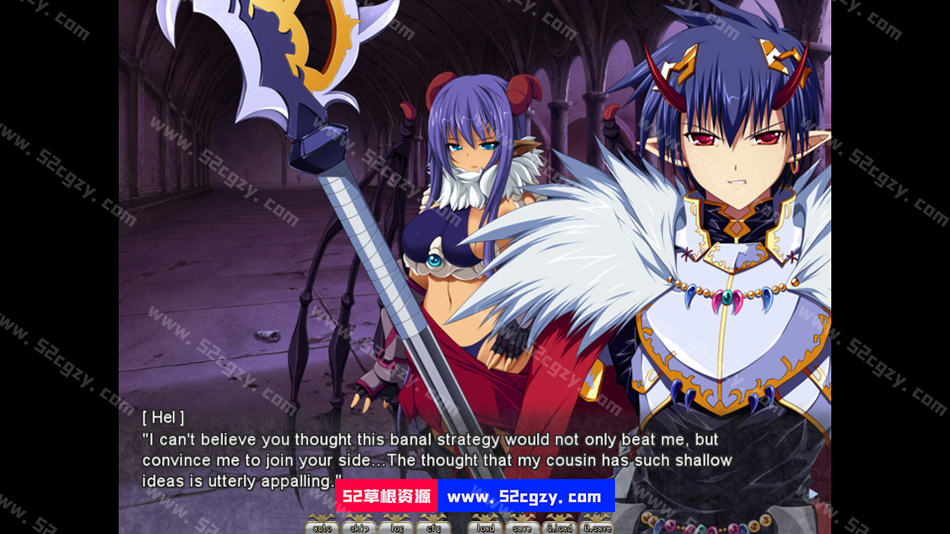 [ Hel ]
"I can't believe you thought this banal strategy would not only beat me, but
convince me to join your side...The thought that my cousin has such shallow
ideas is utterly appalling."
52草根资源 www.52cgzy.com
auto skip log cfg load save Q.load Q.save
www.52cgzy.com